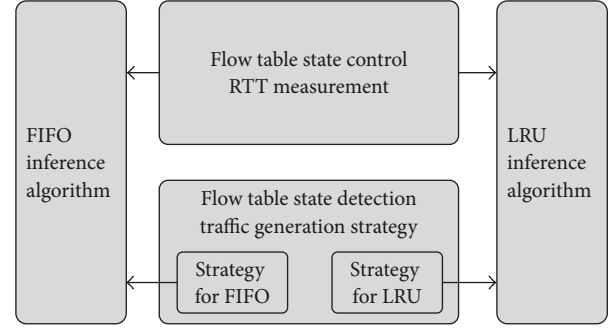 FIFO
inference
algorithm
Flow table state control
RTT measurement
Flow table state detection
traffic generation strategy
Strategy
for FIFO
Strategy
for LRU
LRU
inference
algorithm